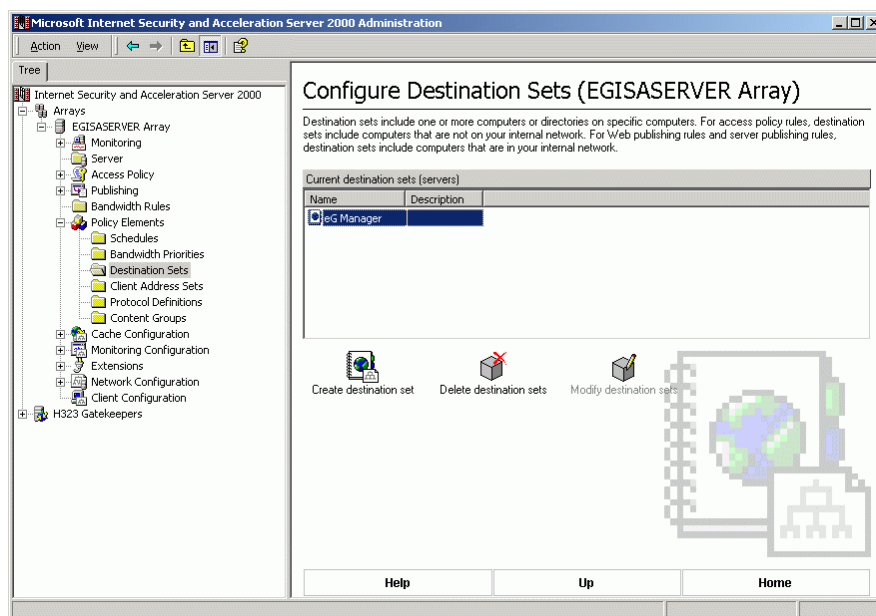 Microsoft Internet Security and Acceleration Server 2000 Administration
Action View
Tree
Internet Security and Acceleration Server 2000
Arrays
EGISASERVER Array
Monitoring
Server
Access Policy
Publishing
Bandwidth Rules
Policy Elements
Schedules
Bandwidth Priorities
Destination Sets
Client Address Sets
Protocol Definitions
Content Groups
Cache Configuration
Monitoring Configuration
Extensions
Network Configuration
Client Configuration
H323 Gatekeepers
Configure Destination Sets (EGISASERVER Array)
Destination sets include one or more computers or directories on specific computers. For access policy rules, destination
sets include computers that are not on your internal network. For Web publishing rules and server publishing rules,
destination sets include computers that are in your internal network.
Current destination sets (servers)
Name Description
eG Manager
Create destination set Delete destination sets Modify destination sets
Help Up Home